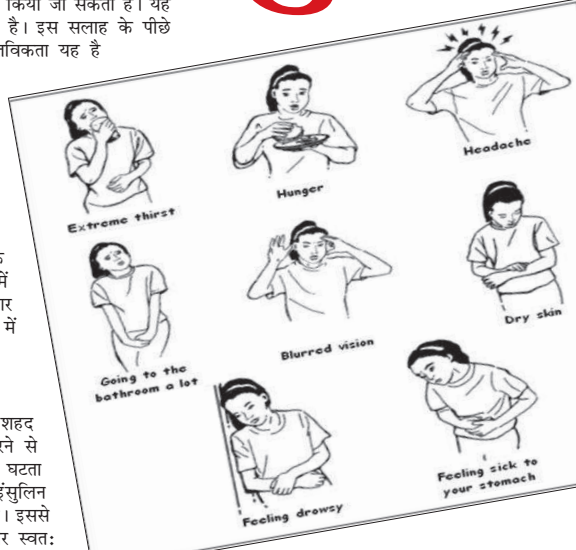 किया जा सकता है। यह
है। इस सलाह के पीछे
यह है
Extreme thirst
Hunger
Headache
Going to the
bathroom a lot
Blurred vision
Dry skin
Feeling drowsy
Feeling sick to
your stomach
में
में
शहद
रने से
घटता
इंसुलिन
। इससे
र स्वत: